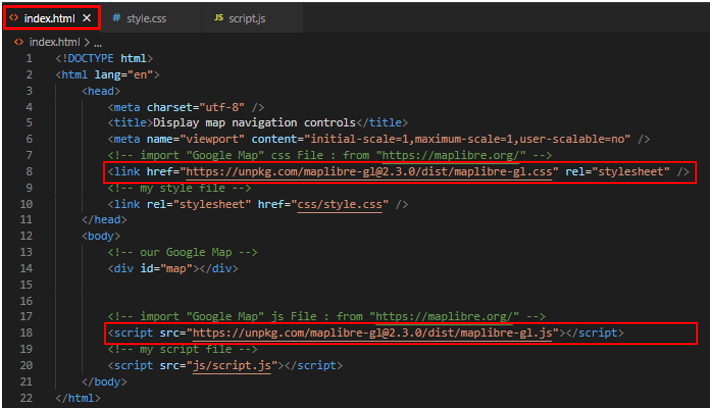 <> index.html ×
# style.css
JS script.js
<> index.html > ...
1 <!DOCTYPE html>
2 <html lang="en">
3 <head>
4 <meta charset="utf-8" />
5 <title>Display map navigation controls</title>
6 <meta name="viewport" content="initial-scale=1,maximum-scale=1,user-scalable=no" />
7 <!-- import "Google Map" css File : from "https://maplibre.org/" -->
8 <link href="https://unpkg.com/maplibre-gl@2.3.0/dist/maplibre-gl.css" rel="stylesheet" />
9 <!-- my style file -->
10 <link rel="stylesheet" href="css/style.css" />
11 </head>
12 <body>
13 <!-- our Google Map -->
14 <div id="map"></div>
15
16
17 <!-- import "Google Map" js File : from "https://maplibre.org/" -->
18 <script src="https://unpkg.com/maplibre-gl@2.3.0/dist/maplibre-gl.js"></script>
19 <!-- my script file -->
20 <script src="js/script.js"></script>
21 </body>
22 </html>